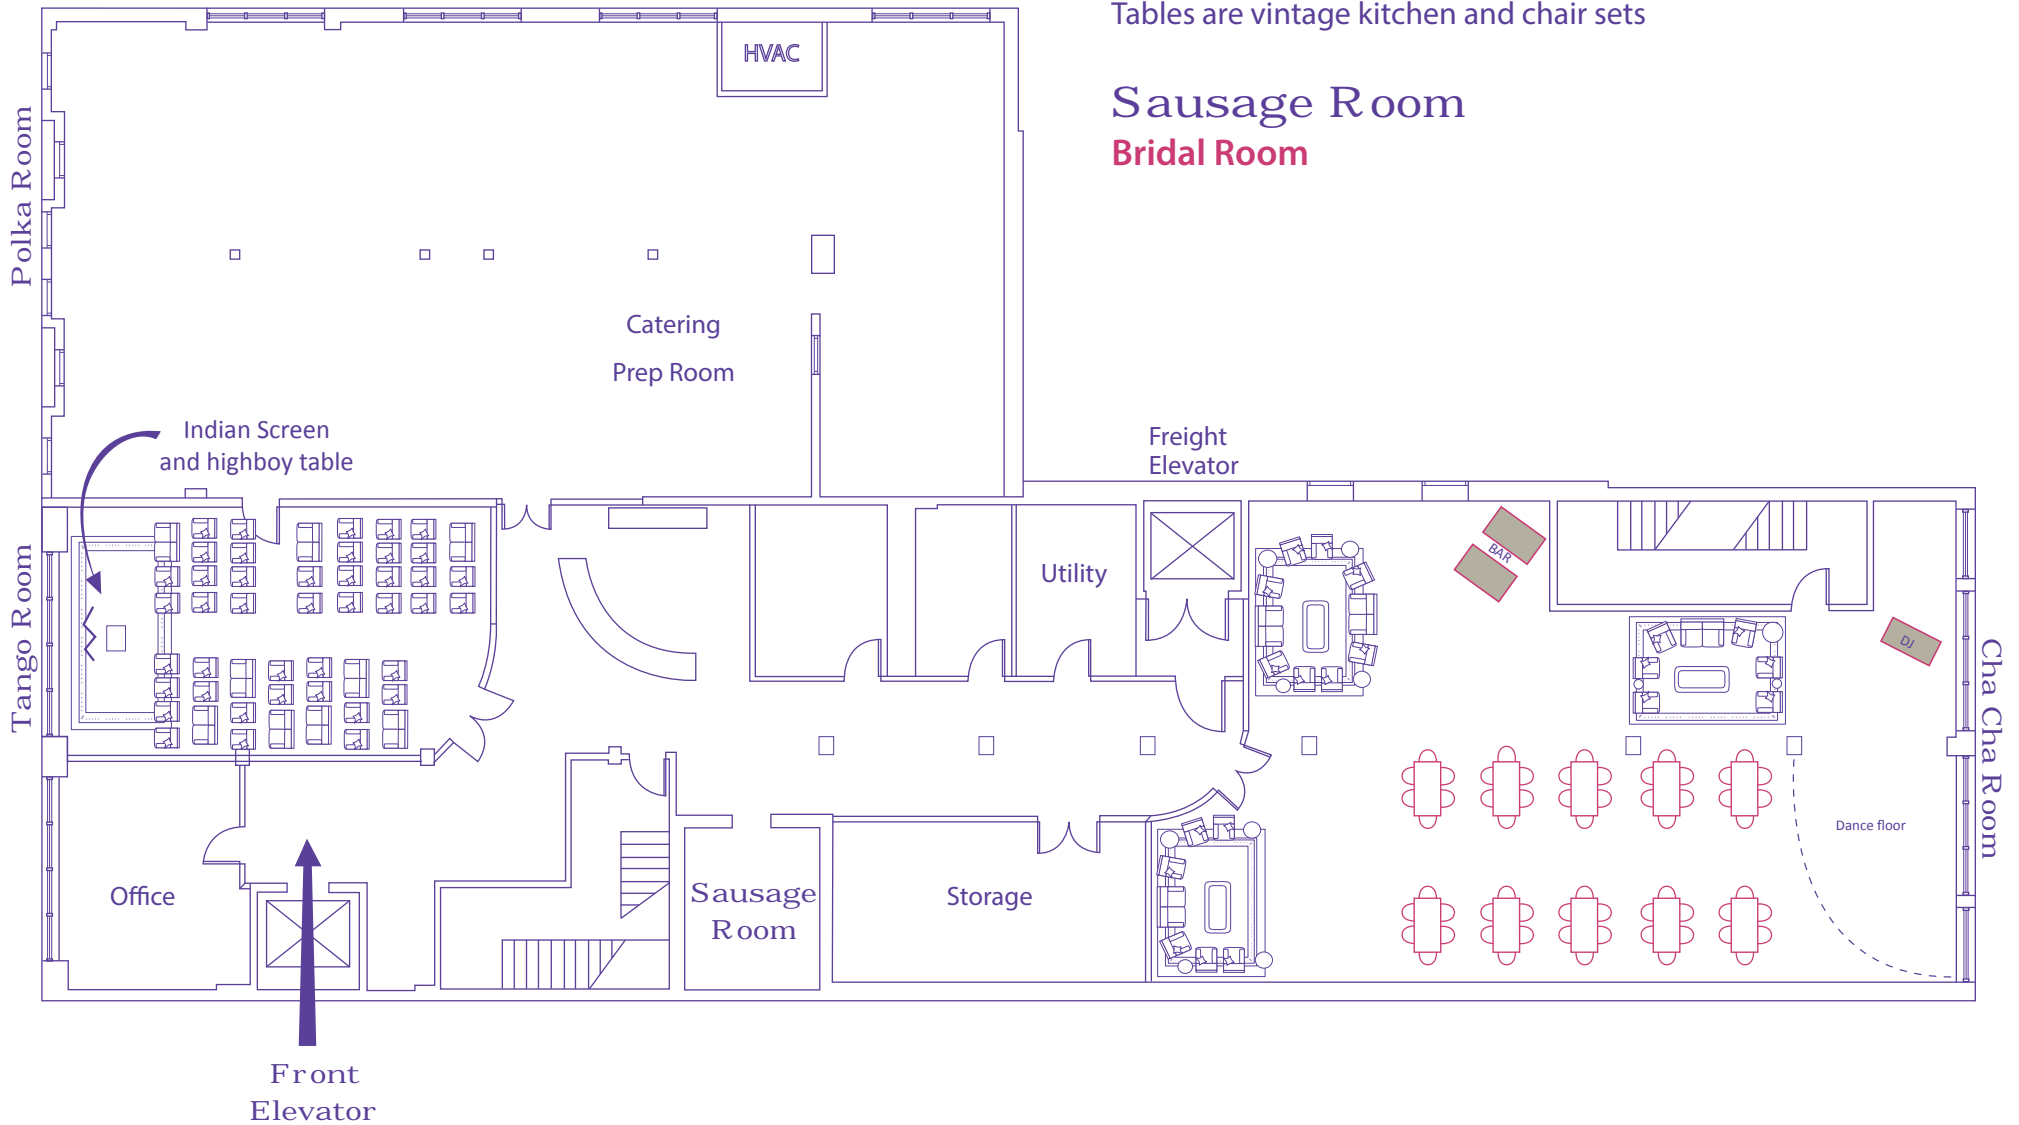 Tables are vintage kitchen and chair sets
HVAC
Sausage Room
Bridal Room
Polka Room
Catering
Prep Room
Indian Screen
and highboy table
Freight
Elevator
BAR
Utility
Tango Room
DJ
Cha Cha Room
Dance floor
Office
Sausage
Room
Storage
Front
Elevator